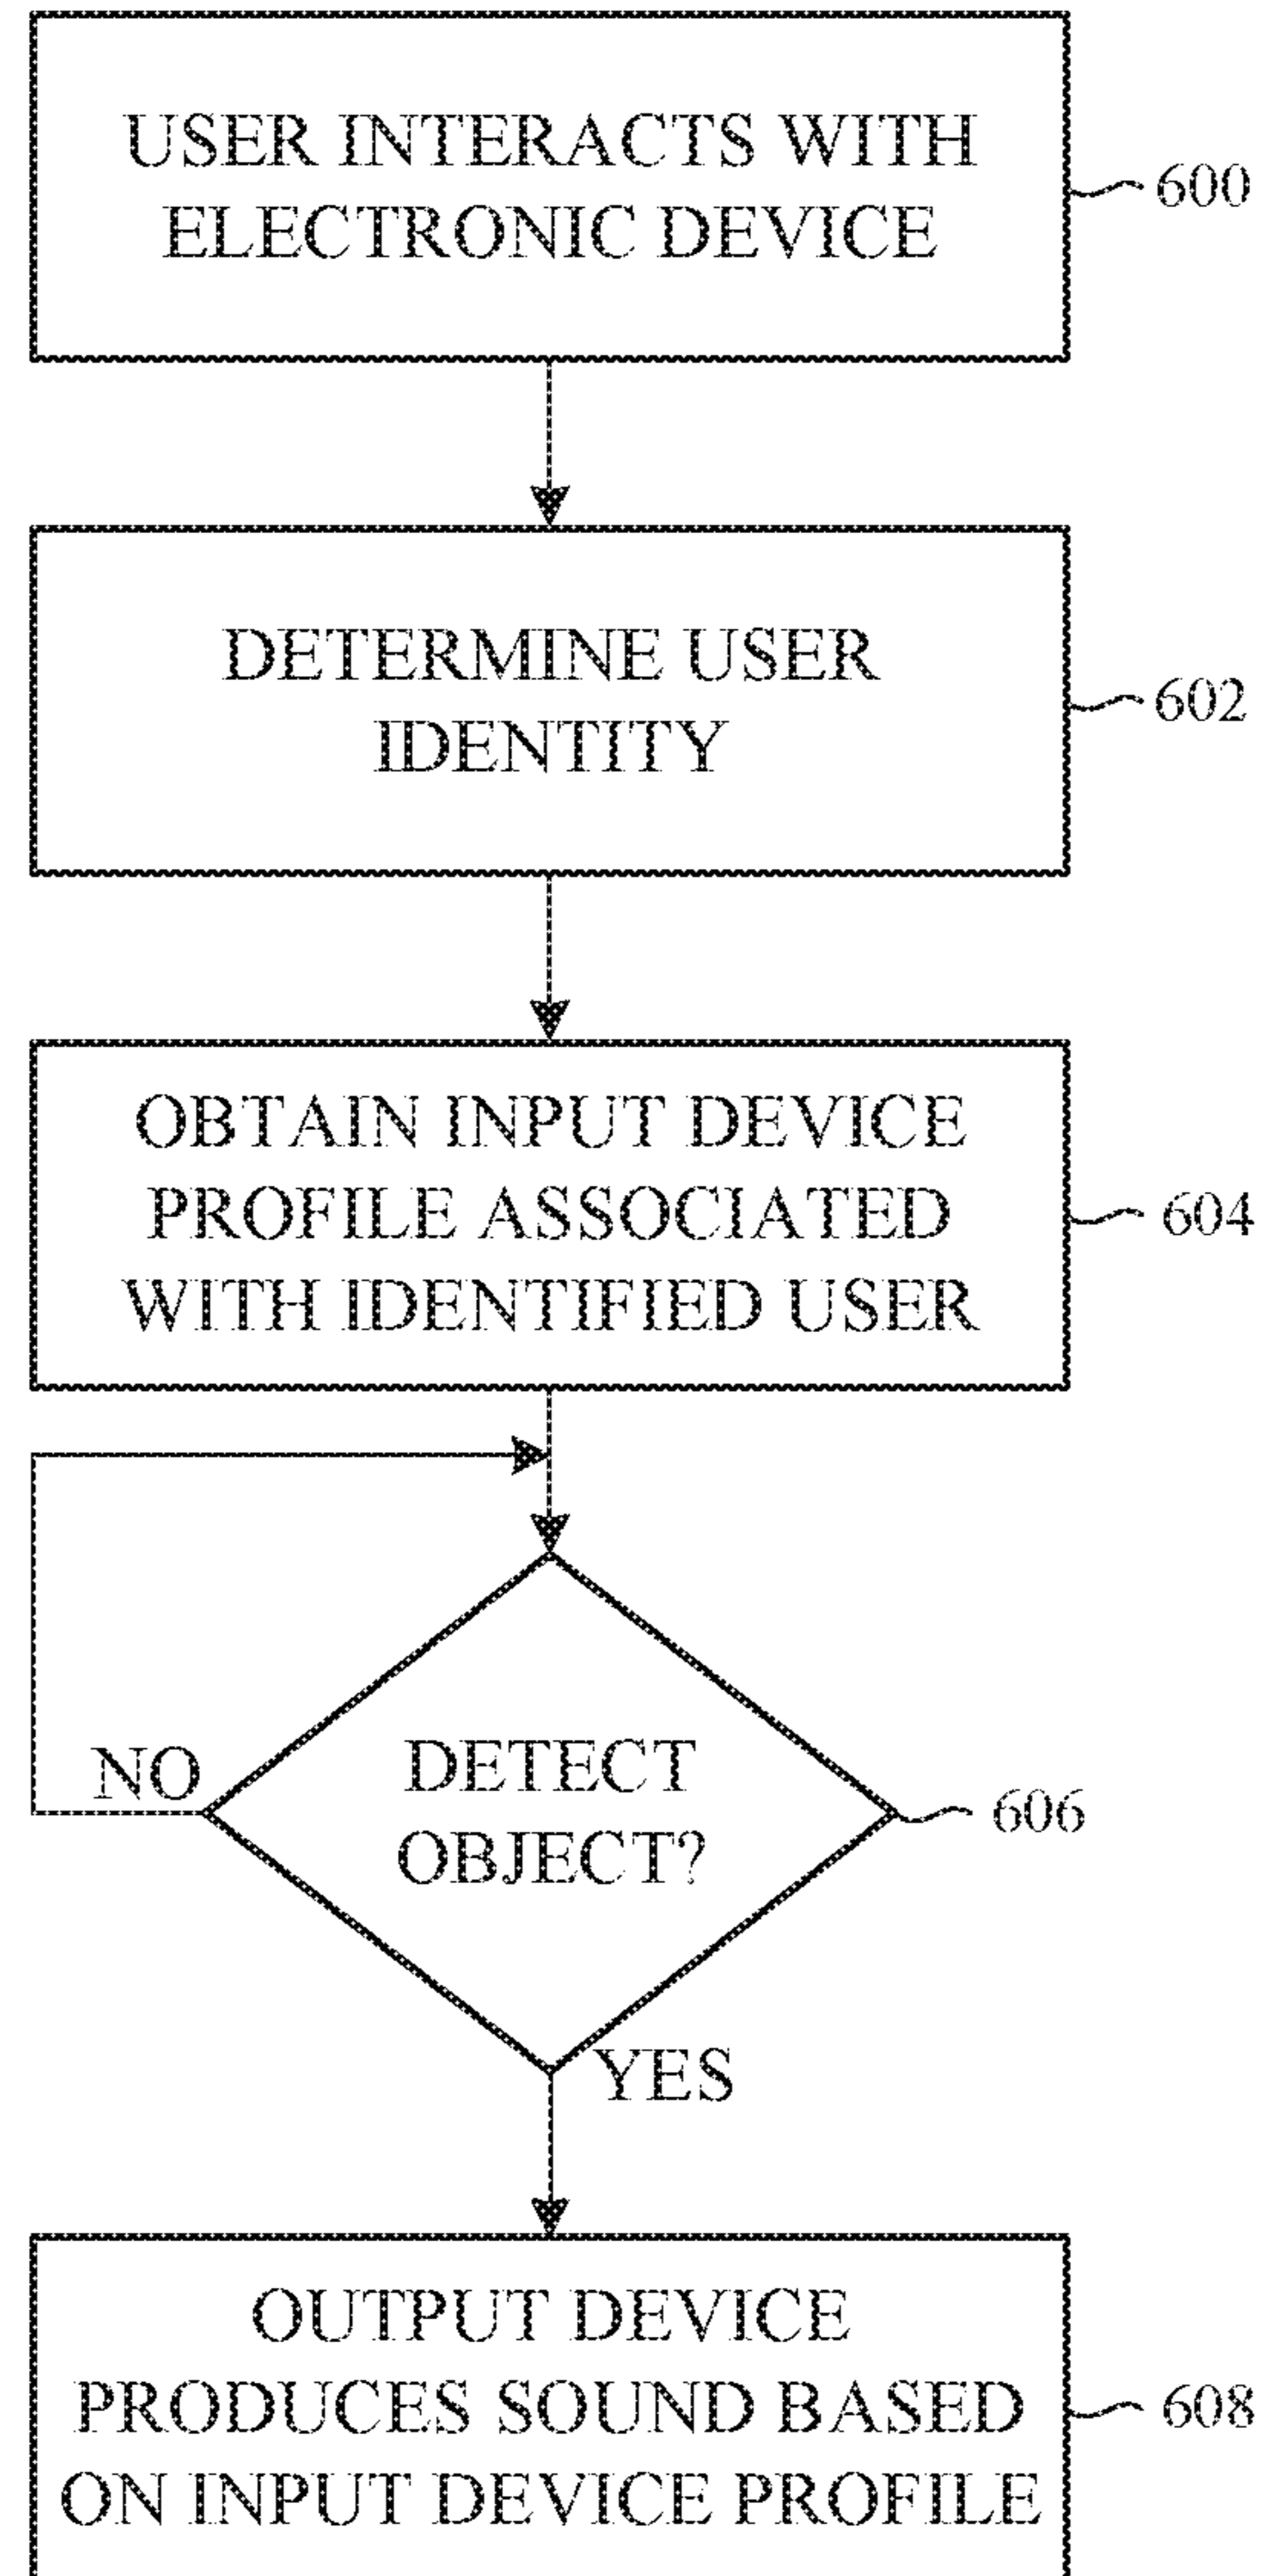 USER INTERACTS WITH
ELECTRONIC DEVICE
600
DETERMINE USER
IDENTITY
602
OBTAIN INPUT DEVICE
PROFILE ASSOCIATED
WITH IDENTIFIED USER
604
NO
DETECT
OBJECT?
606
YES
OUTPUT DEVICE
PRODUCES SOUND BASED
ON INPUT DEVICE PROFILE
608